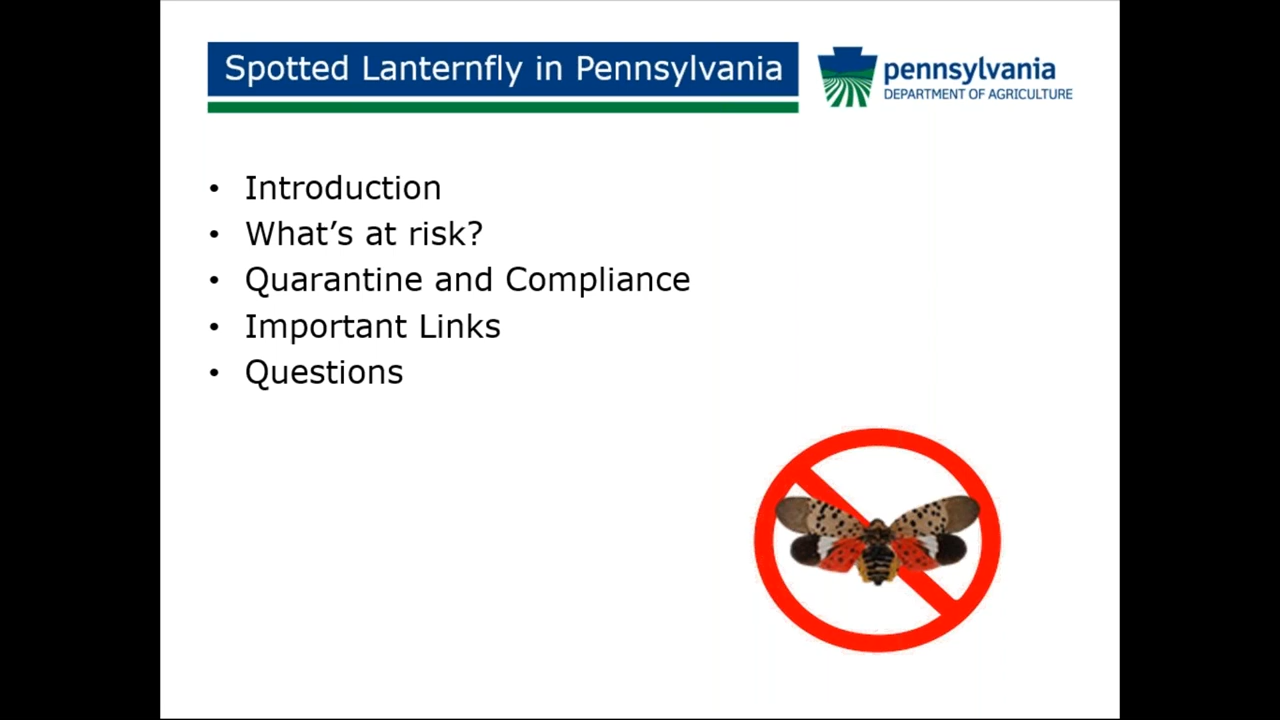 Spotted Lanternfly in Pennsylvania
pennsylvania
DEPARTMENT OF AGRICULTURE
• Introduction
• What’s at risk?
• Quarantine and Compliance
• Important Links
• Questions